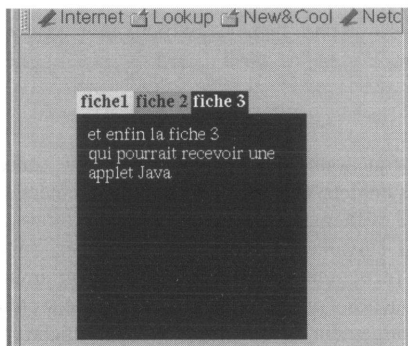 Internet Lookup New&Cool Netc
fiche1 fiche 2 fiche 3
et enfin la fiche 3
qui pourrait recevoir une
applet Java